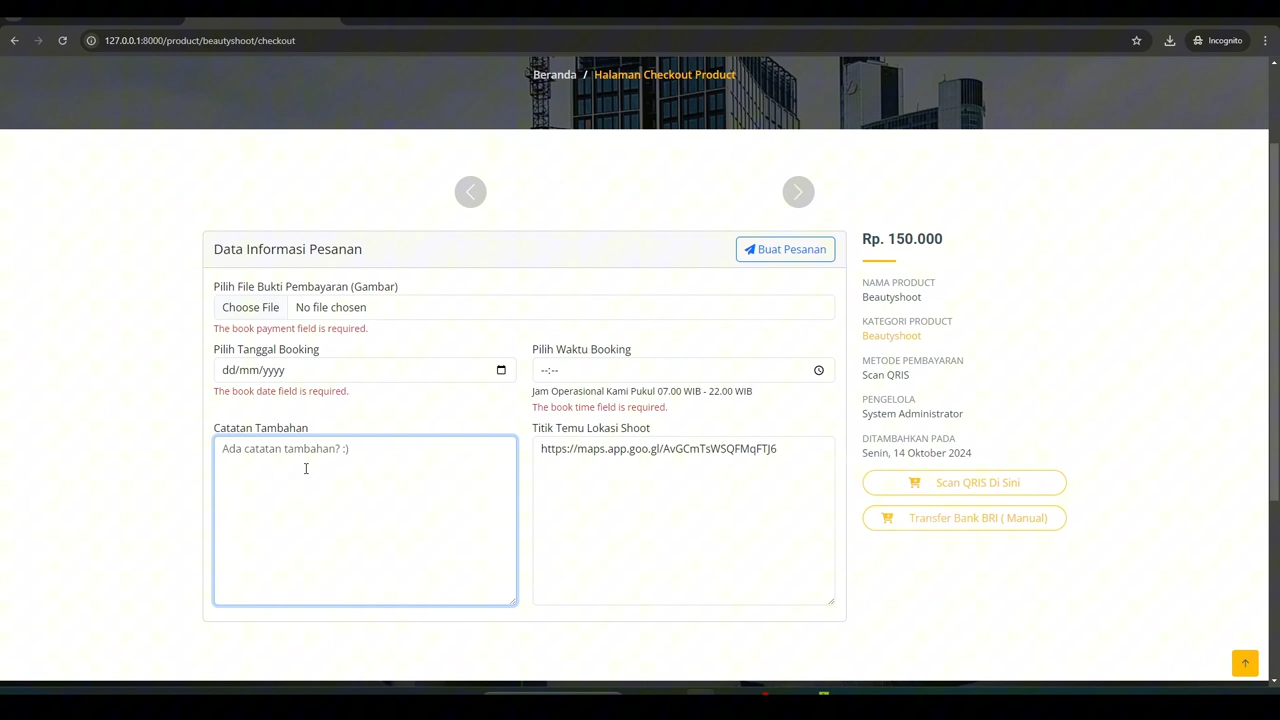 127.0.0.1:8000/product/beautyshoot/checkout
Incognito
Beranda / Halaman Checkout Product
Data Informasi Pesanan
Buat Pesanan
Pilih File Bukti Pembayaran (Gambar)
Choose File No file chosen
The book payment field is required.
Pilih Tanggal Booking
dd/mm/yyyy
The book date field is required.
Pilih Waktu Booking
--:--
Jam Operasional Kami Pukul 07.00 WIB - 22.00 WIB
The book time field is required.
Catatan Tambahan
Ada catatan tambahan? :)
Titik Temu Lokasi Shoot
https://maps.app.goo.gl/AvGCmTsWSQFMqFTJ6
Rp. 150.000
NAMA PRODUCT
Beautyshoot
KATEGORI PRODUCT
Beautyshoot
METODE PEMBAYARAN
Scan QRIS
PENGELOLA
System Administrator
DITAMBAHKAN PADA
Senin, 14 Oktober 2024
Scan QRIS Di Sini
Transfer Bank BRI ( Manual)